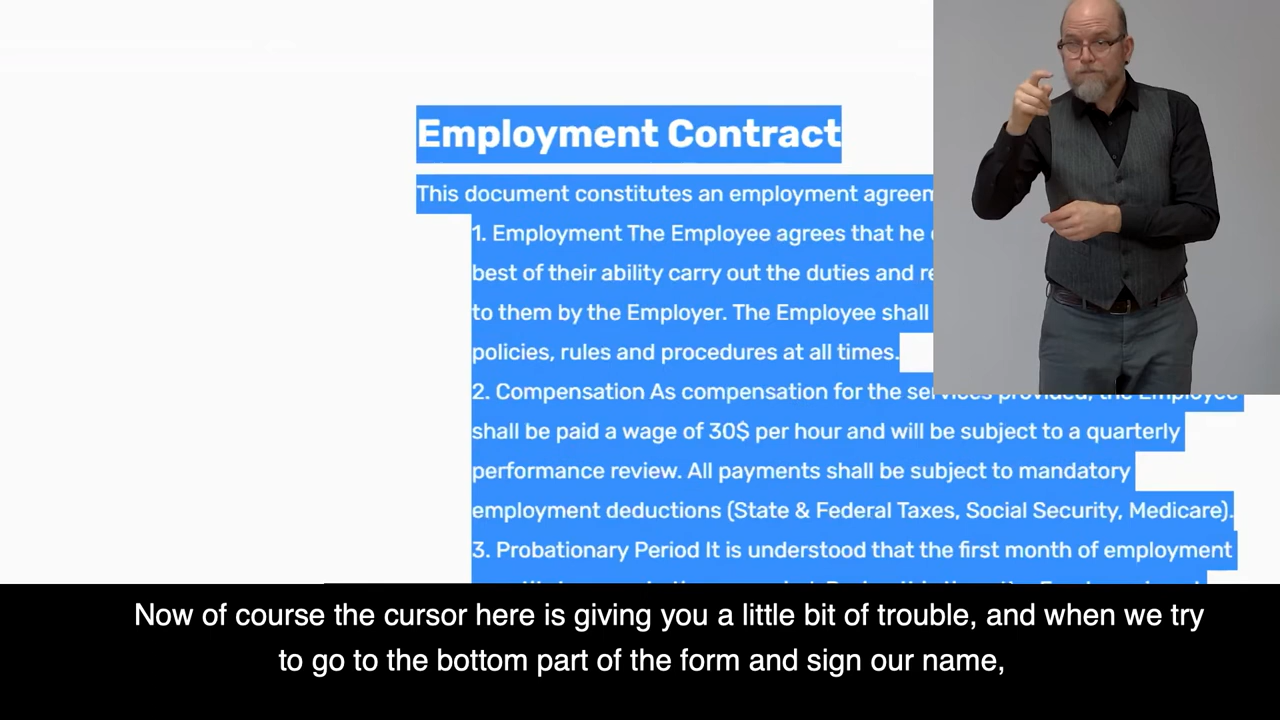 Employment Contract
This document constitutes an employment agreem
1. Employment The Employee agrees that he
best of their ability carry out the duties and re
to them by the Employer. The Employee shall
policies, rules and procedures at all times.
2. Compensation As compensation for the services provided, the Employee
shall be paid a wage of 30$ per hour and will be subject to a quarterly
performance review. All payments shall be subject to mandatory
employment deductions (State & Federal Taxes, Social Security, Medicare).
3. Probationary Period It is understood that the first month of employment
Now of course the cursor here is giving you a little bit of trouble, and when we try
to go to the bottom part of the form and sign our name,